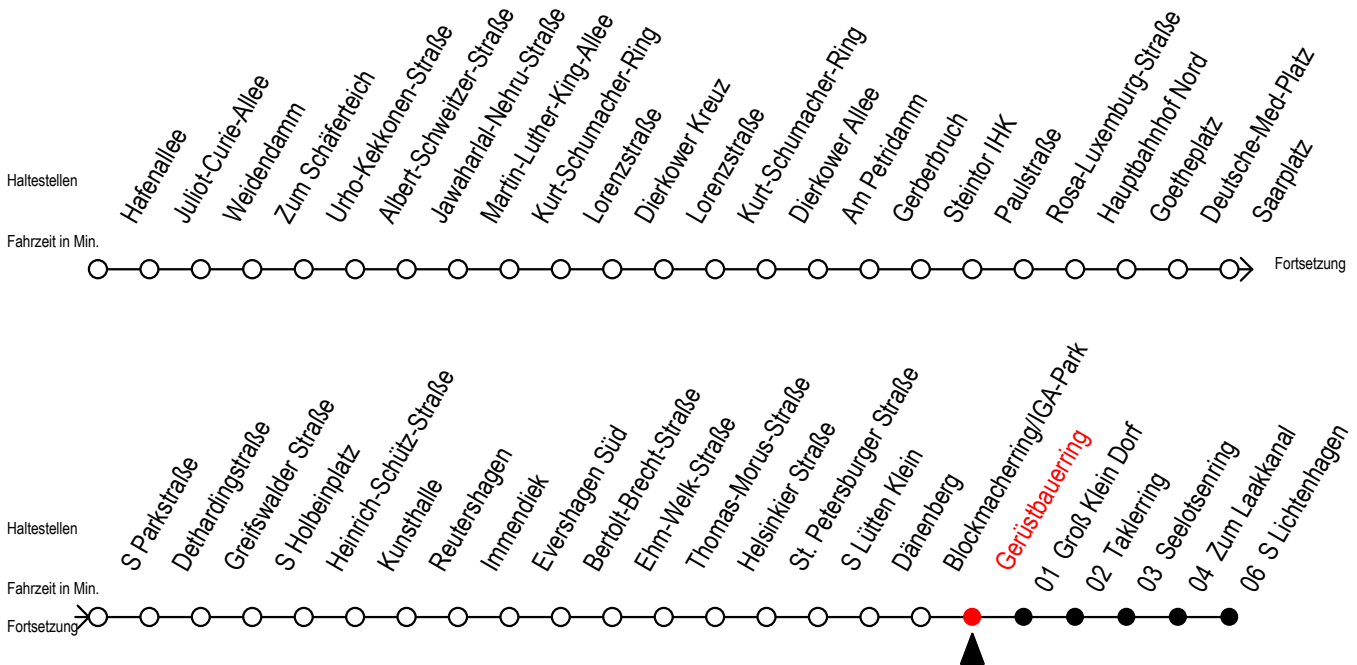 Haltestellen
Hafenallee
Juliot-Curie-Allee
Weidendamm
Zum Schäferteich
Urho-Kekkonen-Straße
Albert-Schweitzer-Straße
Jawaharlal-Nehru-Straße
Martin-Luther-King-Allee
Kurt-Schumacher-Ring
Lorenzstraße
Dierkower Kreuz
Lorenzstraße
Kurt-Schumacher-Ring
Dierkower Allee
Am Petridamm
Gerberbruch
Steintor IHK
Paulstraße
Rosa-Luxemburg-Straße
Hauptbahnhof Nord
Goetheplatz
Deutsche-Med-Platz
Saarplatz
Fahrzeit in Min.
Fortsetzung
Haltestellen
S Parkstraße
Dethardingstraße
Greifswalder Straße
S Holbeinplatz
Heinrich-Schütz-Straße
Kunsthalle
Reutershagen
Immendiek
Evershagen Süd
Bertolt-Brecht-Straße
Ehm-Welk-Straße
Thomas-Morus-Straße
Helsinkier Straße
St. Petersburger Straße
S Lütten Klein
Dänenberg
Blockmacherring/IGA-Park
Gerüstbauerring
01 Groß Klein Dorf
02 Taklerring
03 Seelotsenring
04 Zum Laakkanal
06 S Lichtenhagen
Fahrzeit in Min.
Fortsetzung